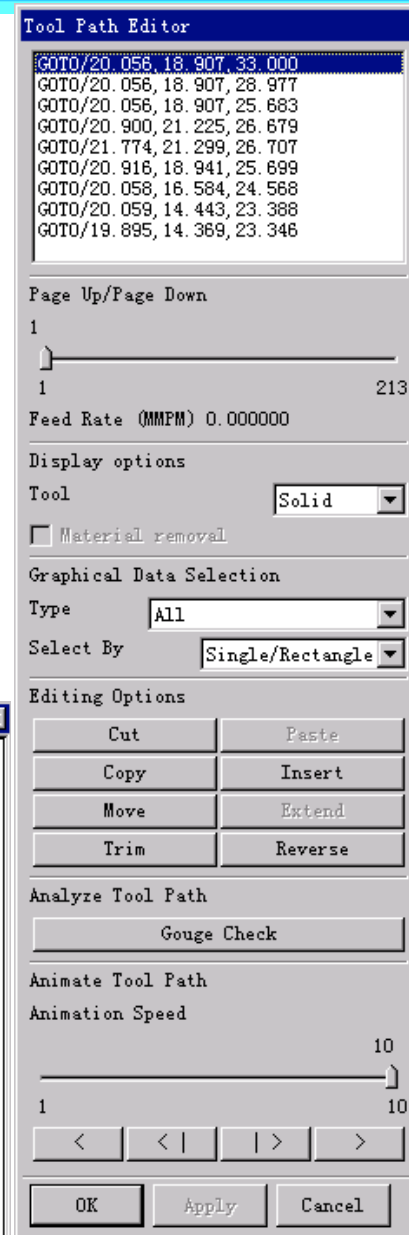 Tool Path Editor
GOTO/20.056,18.907,33.000
GOTO/20.056,18.907,28.977
GOTO/20.056,18.907,25.683
GOTO/20.900,21.225,26.679
GOTO/21.774,21.299,26.707
GOTO/20.916,18.941,25.699
GOTO/20.058,16.584,24.568
GOTO/20.059,14.443,23.388
GOTO/19.895,14.369,23.346
Page Up/Page Down
1
1 213
Feed Rate (MMPM) 0.000000
Display options
Tool Solid
Material removal
Graphical Data Selection
Type All
Select By Single/Rectangle
Editing Options
Cut Paste
Copy Insert
Move Extend
Trim Reverse
Analyze Tool Path
Gouge Check
Animate Tool Path
Animation Speed
10
1 10
< <| |> >
OK Apply Cancel